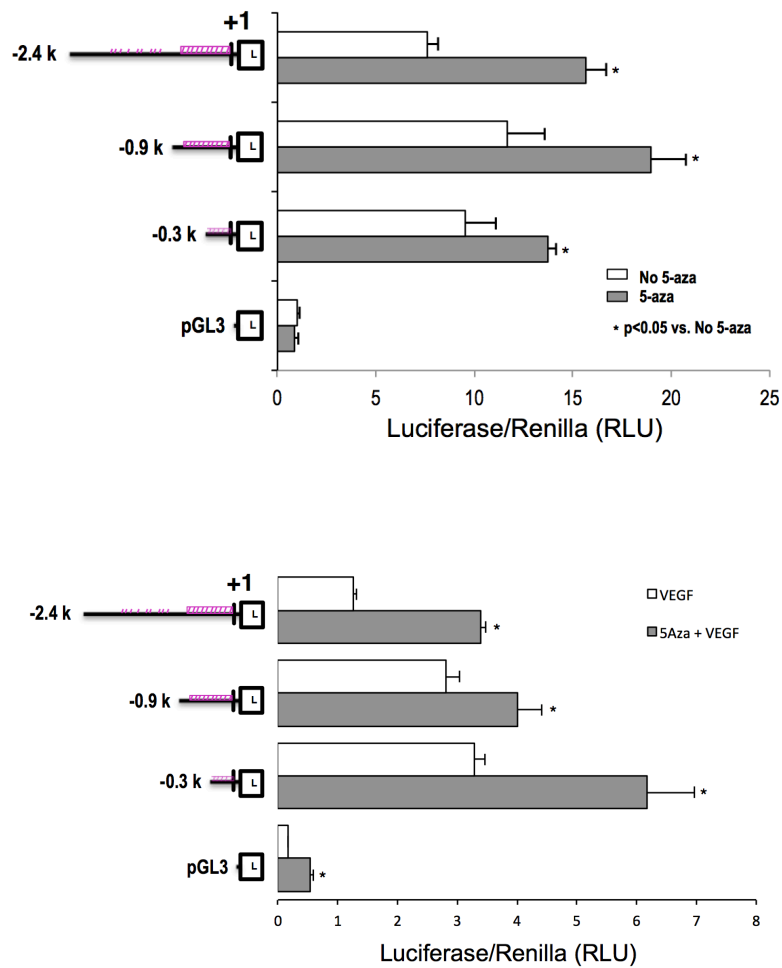 +1
-2.4 k
L
*
-0.9 k
L
*
-0.3 k
L
*
No 5-aza
5-aza
* p<0.05 vs. No 5-aza
pGL3
L
0 5 10 15 20 25
Luciferase/Renilla (RLU)
+1
-2.4 k
L
*
VEGF
5Aza + VEGF
-0.9 k
L
*
-0.3 k
L
*
pGL3
L
*
0 1 2 3 4 5 6 7 8
Luciferase/Renilla (RLU)